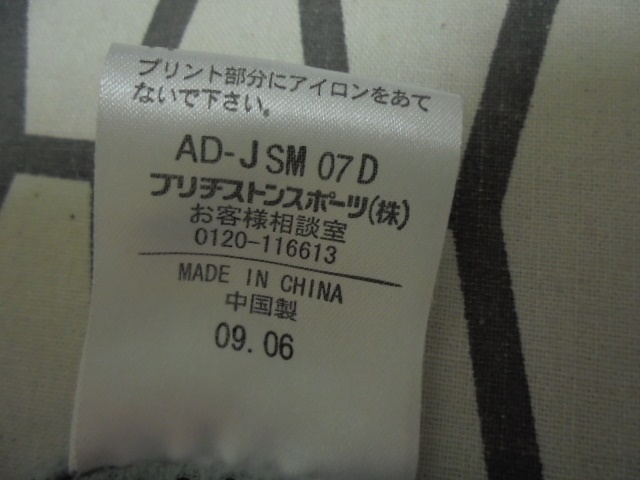 プリント部分にアイロンをあて
ないで下さい。
AD-JSM 07D
ブリヂストンスポーツ(株)
お客様相談室
0120-116613
MADE IN CHINA
中国製
09.06